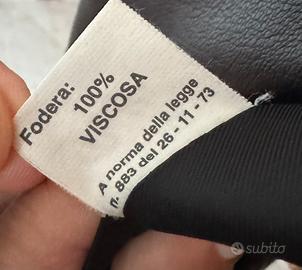 Fodera:
100%
VISCOSA
A norma della legge
n. 883 del 26 - 11 - 73
subito